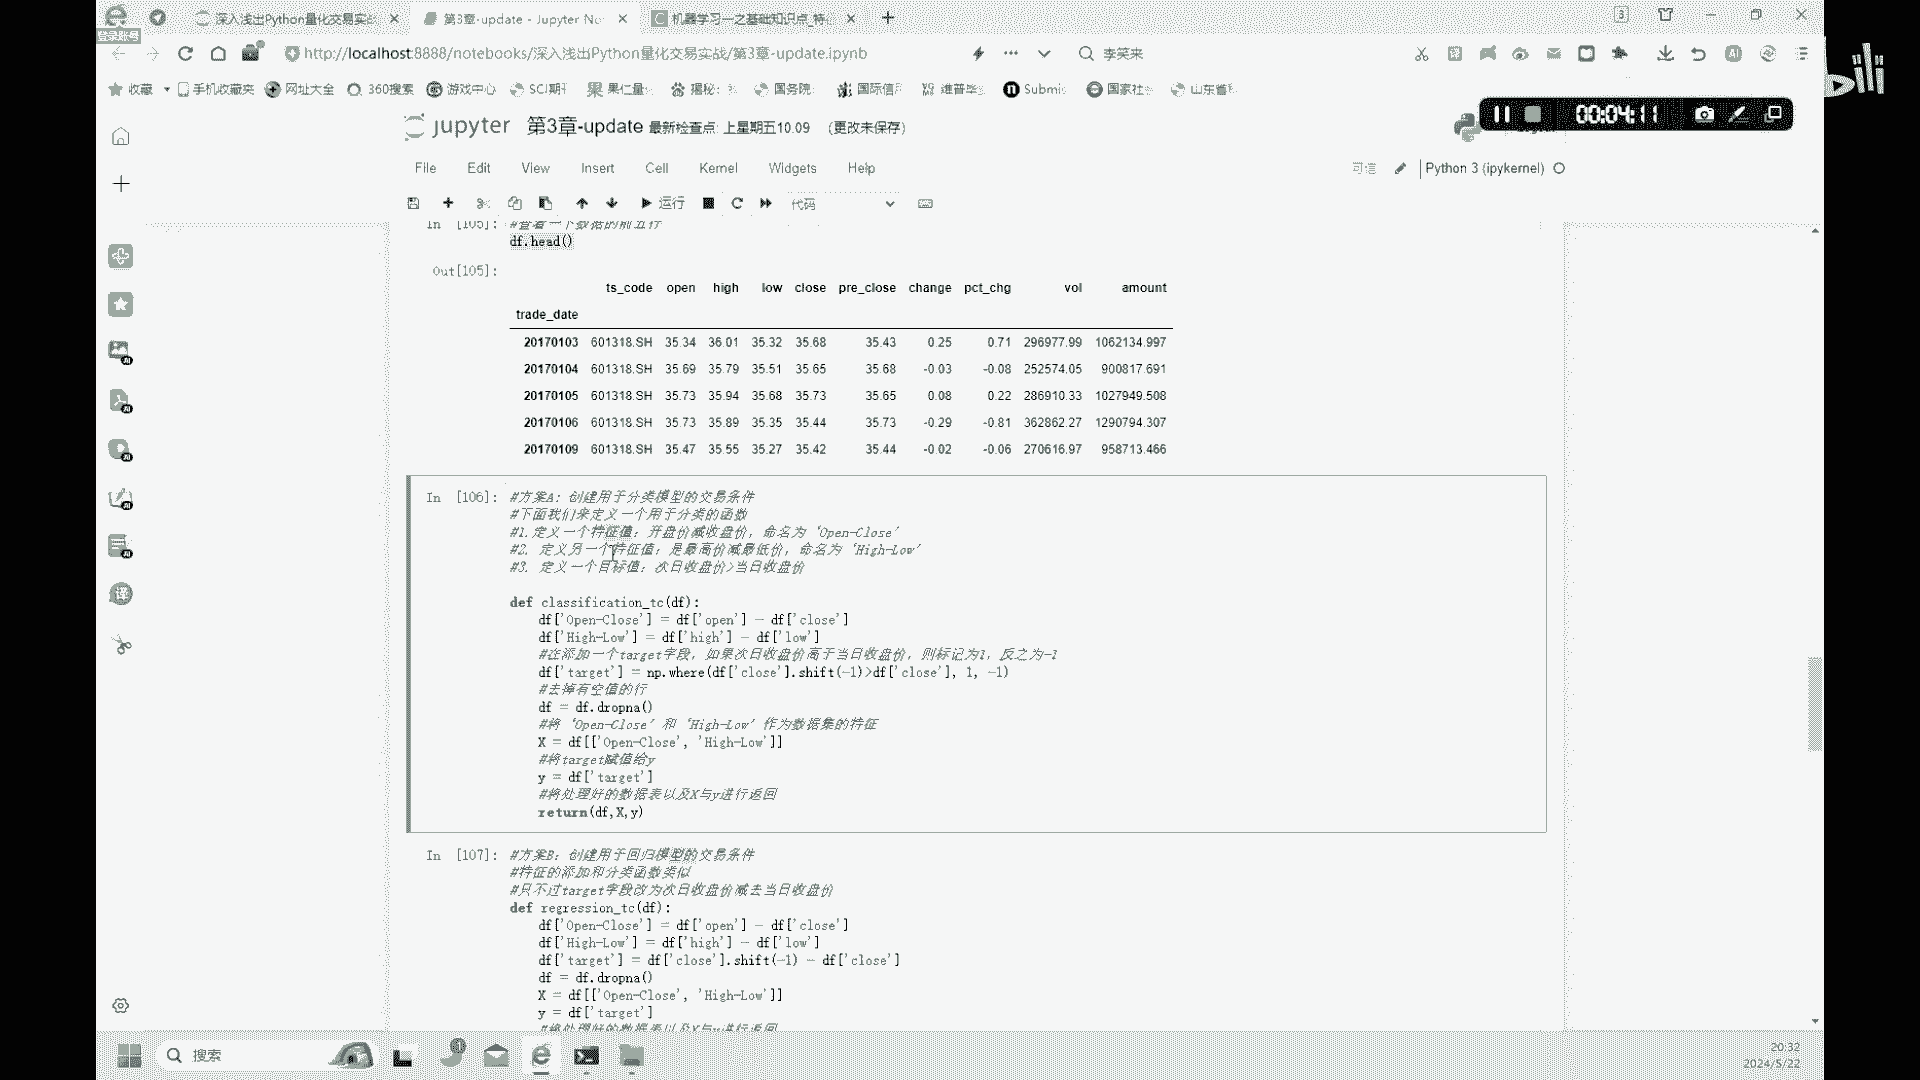 深入浅出Python量化交易实战
第3章-update - Jupyter No
机器学习一之基础知识点_特
3
登录账号
http://localhost:8888/notebooks/深入浅出Python量化交易实战/第3章-update.ipynb
李笑来
bili
收藏
手机收藏夹
网址大全
360搜索
游戏中心
SCI期刊
果仁量
揭秘:
国务院
国际信
维普毕
Submi
国家社
山东省
jupyter 第3章-update 最新检查点: 上星期五10.09 (更改未保存)
00:04:11
File Edit View Insert Cell Kernel Widgets Help
可信
Python 3 (ipykernel)
运行
代码
In [105]: #查看一下数据的前五行
df.head()
Out[105]:
ts_code open high low close pre_close change pct_chg vol amount
trade_date
20170103 601318.SH 35.34 36.01 35.32 35.68 35.43 0.25 0.71 296977.99 1062134.997
20170104 601318.SH 35.69 35.79 35.51 35.65 35.68 -0.03 -0.08 252574.05 900817.691
20170105 601318.SH 35.73 35.94 35.68 35.73 35.65 0.08 0.22 286910.33 1027949.508
20170106 601318.SH 35.73 35.89 35.35 35.44 35.73 -0.29 -0.81 362862.27 1290794.307
20170109 601318.SH 35.47 35.55 35.27 35.42 35.44 -0.02 -0.06 270616.97 958713.466
In [106]: #方案A: 创建用于分类模型的交易条件
#下面我们来定义一个用于分类的函数
#1.定义一个特征值: 开盘价减收盘价, 命名为‘Open-Close’
#2. 定义另一个特征值: 是最高价减最低价, 命名为‘High-Low’
#3. 定义一个目标值: 次日收盘价>当日收盘价
def classification_tc(df):
df['Open-Close'] = df['open'] - df['close']
df['High-Low'] = df['high'] - df['low']
#在添加一个target字段, 如果次日收盘价高于当日收盘价, 则标记为1, 反之为-1
df['target'] = np.where(df['close'].shift(-1)>df['close'], 1, -1)
#去掉有空值的行
df = df.dropna()
#将‘Open-Close’和‘High-Low’作为数据集的特征
X = df[['Open-Close', 'High-Low']]
#将target赋值给y
y = df['target']
#将处理好的数据表以及X与y进行返回
return(df,X,y)
In [107]: #方案B: 创建用于回归模型的交易条件
#特征的添加和分类函数类似
#只不过target字段改为次日收盘价减去当日收盘价
def regression_tc(df):
df['Open-Close'] = df['open'] - df['close']
df['High-Low'] = df['high'] - df['low']
df['target'] = df['close'].shift(-1) - df['close']
df = df.dropna()
X = df[['Open-Close', 'High-Low']]
y = df['target']
#将处理好的数据表以及X与y进行返回
搜索
20:32
2024/5/22